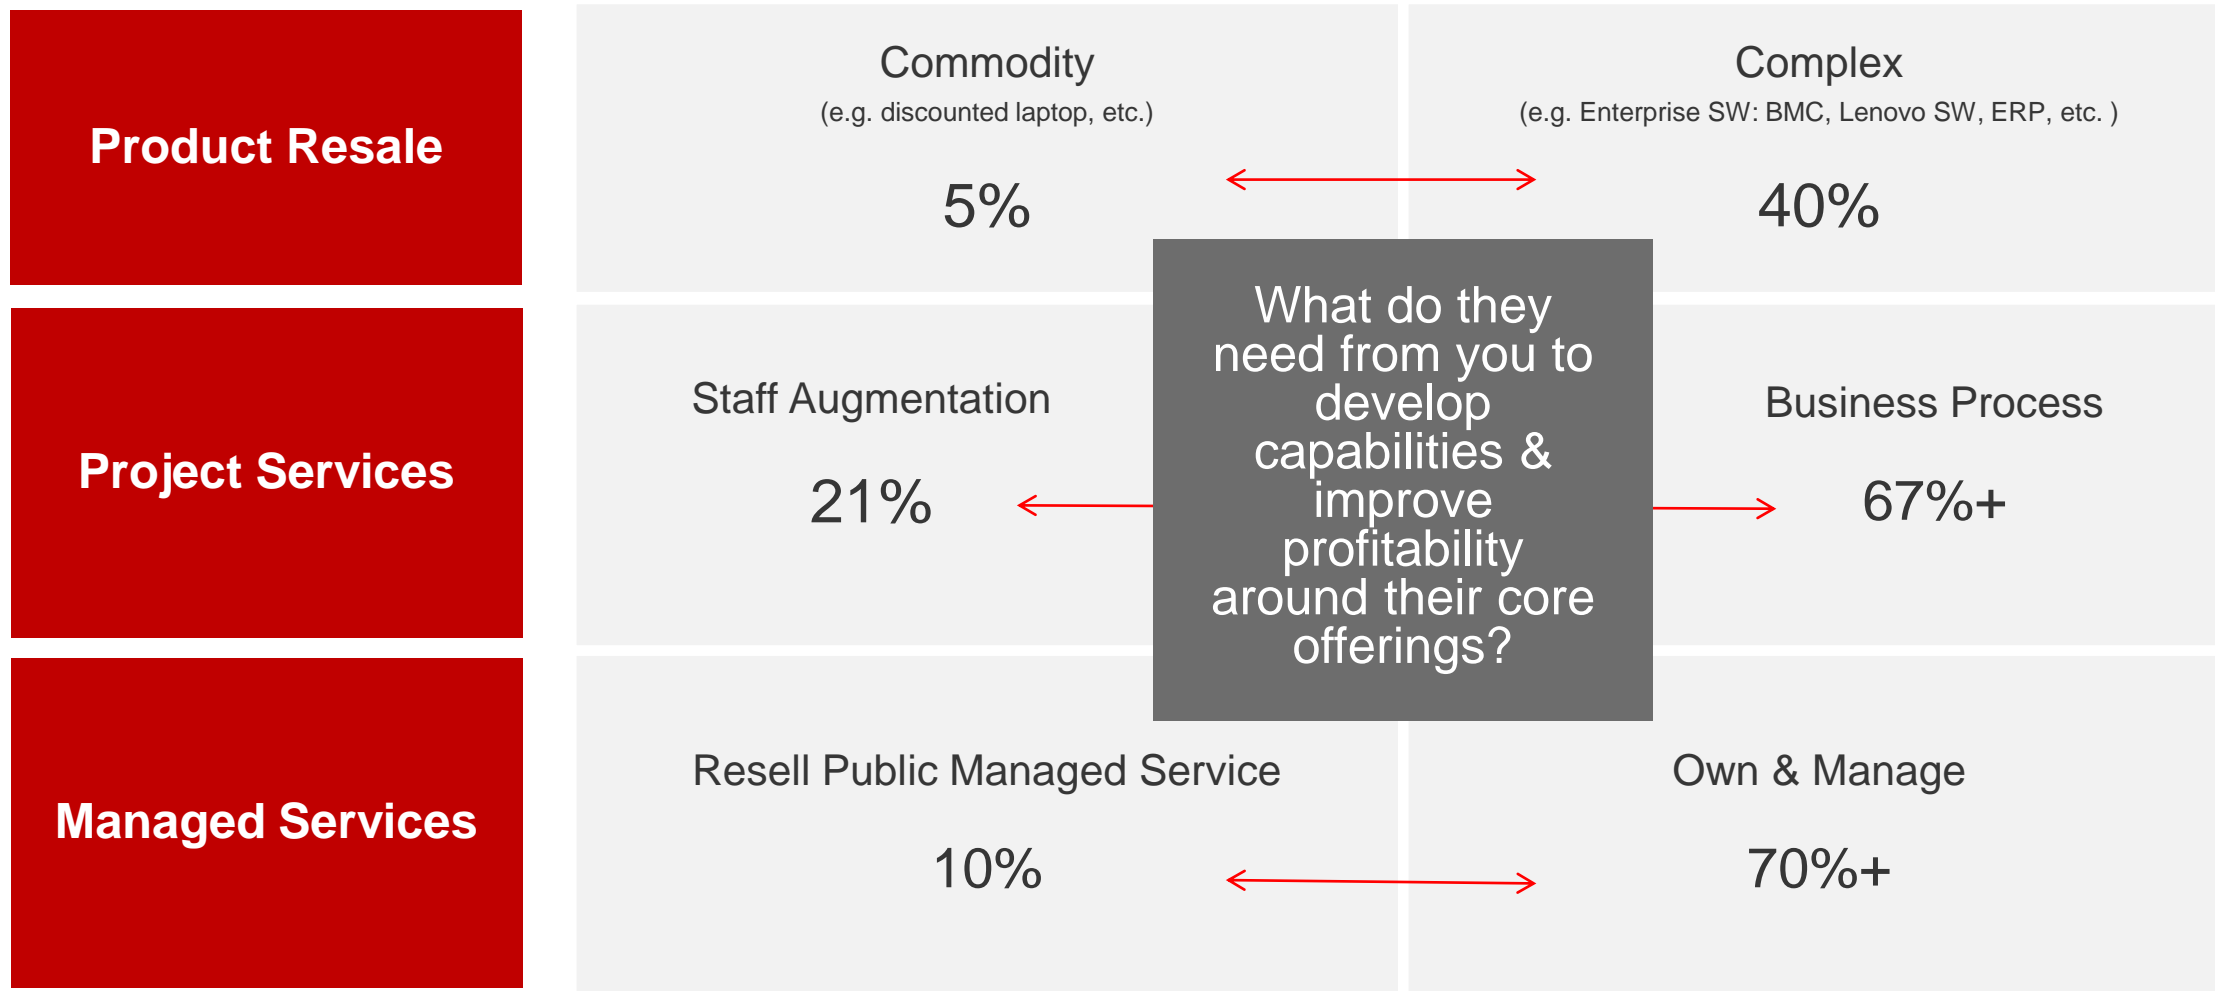 Product Resale
Commodity
(e.g. discounted laptop, etc.)
5%
Complex
(e.g. Enterprise SW: BMC, Lenovo SW, ERP, etc. )
40%
What do they
need from you to
develop
capabilities &
improve
profitability
around their core
offerings?
Project Services
Staff Augmentation
21%
Business Process
67%+
Managed Services
Resell Public Managed Service
10%
Own & Manage
70%+